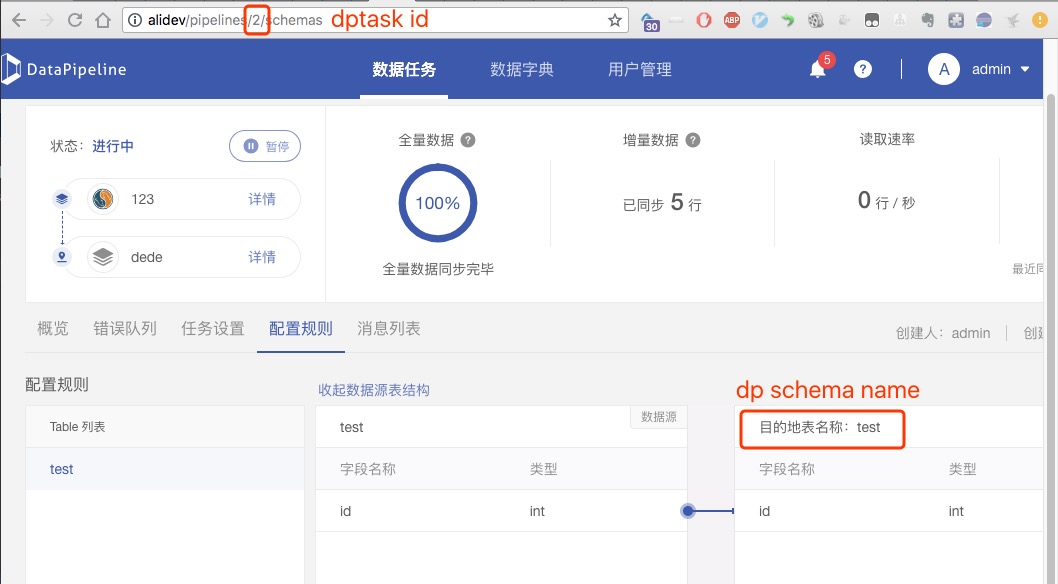 alidev/pipelines/2/schemas dptask id
30
ABP
DataPipeline 数据任务 数据字典 用户管理 5 ? A admin
状态：进行中 暂停
123 详情
dede 详情
全量数据 ?
100%
全量数据同步完毕
增量数据 ?
已同步 5 行
读取速率
0 行 / 秒
最近同
概览 错误队列 任务设置 配置规则 消息列表 创建人：admin 创建
配置规则
Table 列表
test
收起数据源表结构
test 数据源
字段名称 类型
id int
dp schema name
目的地表名称：test
字段名称 类型
id int